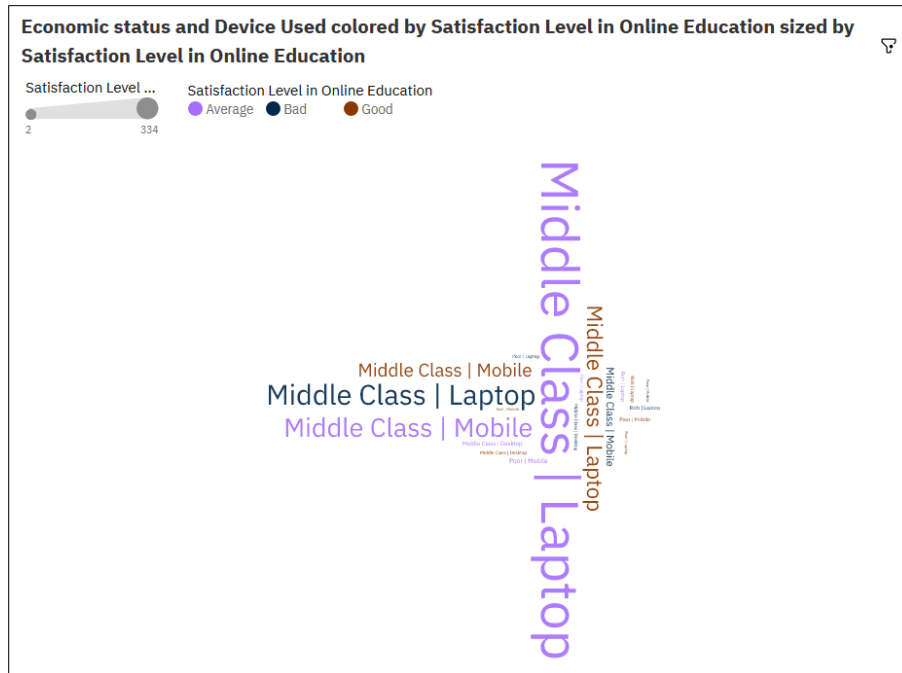 Economic status and Device Used colored by Satisfaction Level in Online Education sized by
Satisfaction Level in Online Education
Satisfaction Level ...
2
334
Satisfaction Level in Online Education
Average
Bad
Good
Middle Class | Laptop
Middle Class | Laptop
Poor | Laptop
Middle Class | Mobile
Middle Class | Laptop
Middle Class | Mobile
Middle Class | Desktop
Middle Class | Desktop
Poor | Mobile
Middle Class | Desktop
Middle Class | Mobile
Rich | Laptop
Poor | Mobile